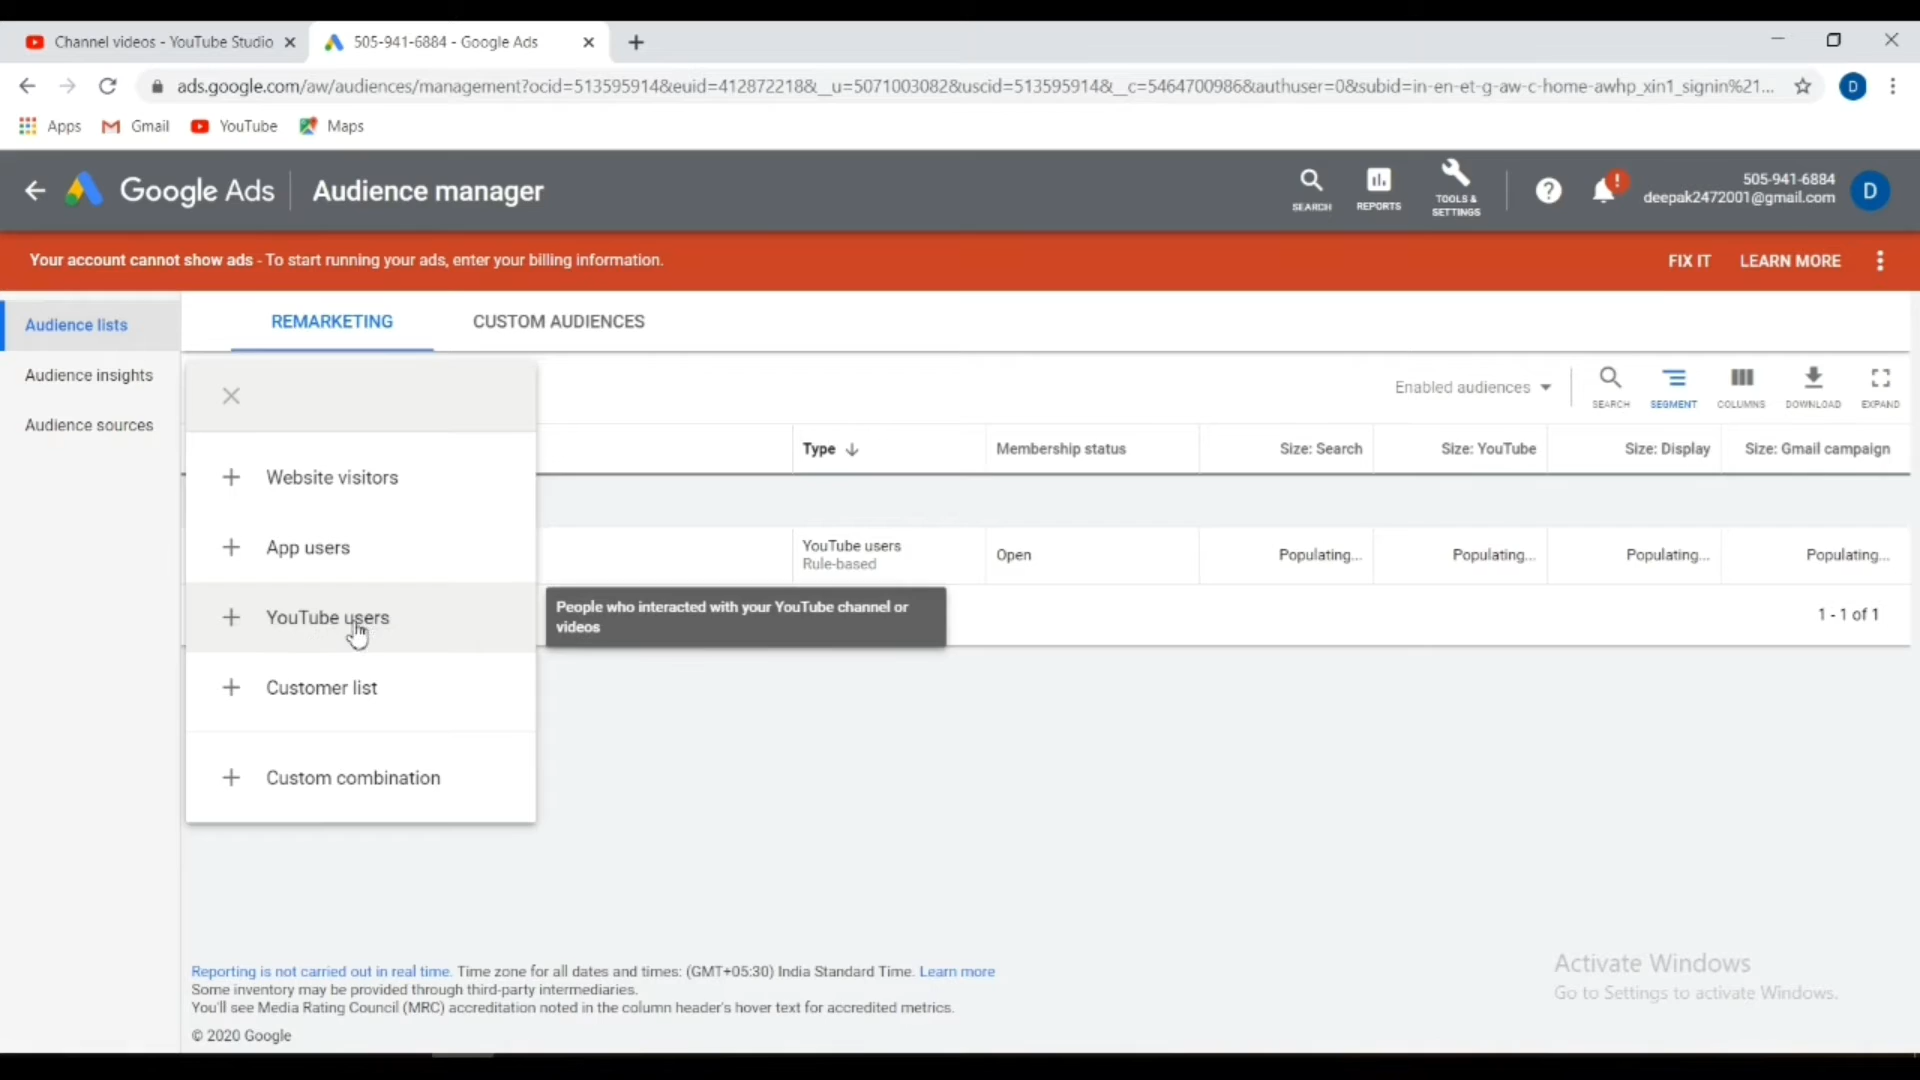 Channel videos - YouTube Studio
505-941-6884 - Google Ads
ads.google.com/aw/audiences/management?ocid=513595914&euid=412872218&__u=5071003082&uscid=513595914&__c=5464700986&authuser=0&subid=in-en-et-g-aw-c-home-awhp_xin1_signin%21...
D
Apps
Gmail
YouTube
Maps
Google Ads
Audience manager
SEARCH
REPORTS
TOOLS &
SETTINGS
505-941-6884
deepak2472001@gmail.com
D
Your account cannot show ads - To start running your ads, enter your billing information.
FIX IT
LEARN MORE
Audience lists
Audience insights
Audience sources
REMARKETING
CUSTOM AUDIENCES
Enabled audiences
SEARCH
SEGMENT
COLUMNS
DOWNLOAD
EXPAND
Type
Membership status
Size: Search
Size: YouTube
Size: Display
Size: Gmail campaign
Website visitors
App users
YouTube users
Customer list
Custom combination
YouTube users
Rule-based
Open
Populating...
Populating...
Populating...
Populating...
People who interacted with your YouTube channel or
videos
1 - 1 of 1
Reporting is not carried out in real time. Time zone for all dates and times: (GMT+05:30) India Standard Time. Learn more
Some inventory may be provided through third-party intermediaries.
You'll see Media Rating Council (MRC) accreditation noted in the column header's hover text for accredited metrics.
© 2020 Google
Activate Windows
Go to Settings to activate Windows.